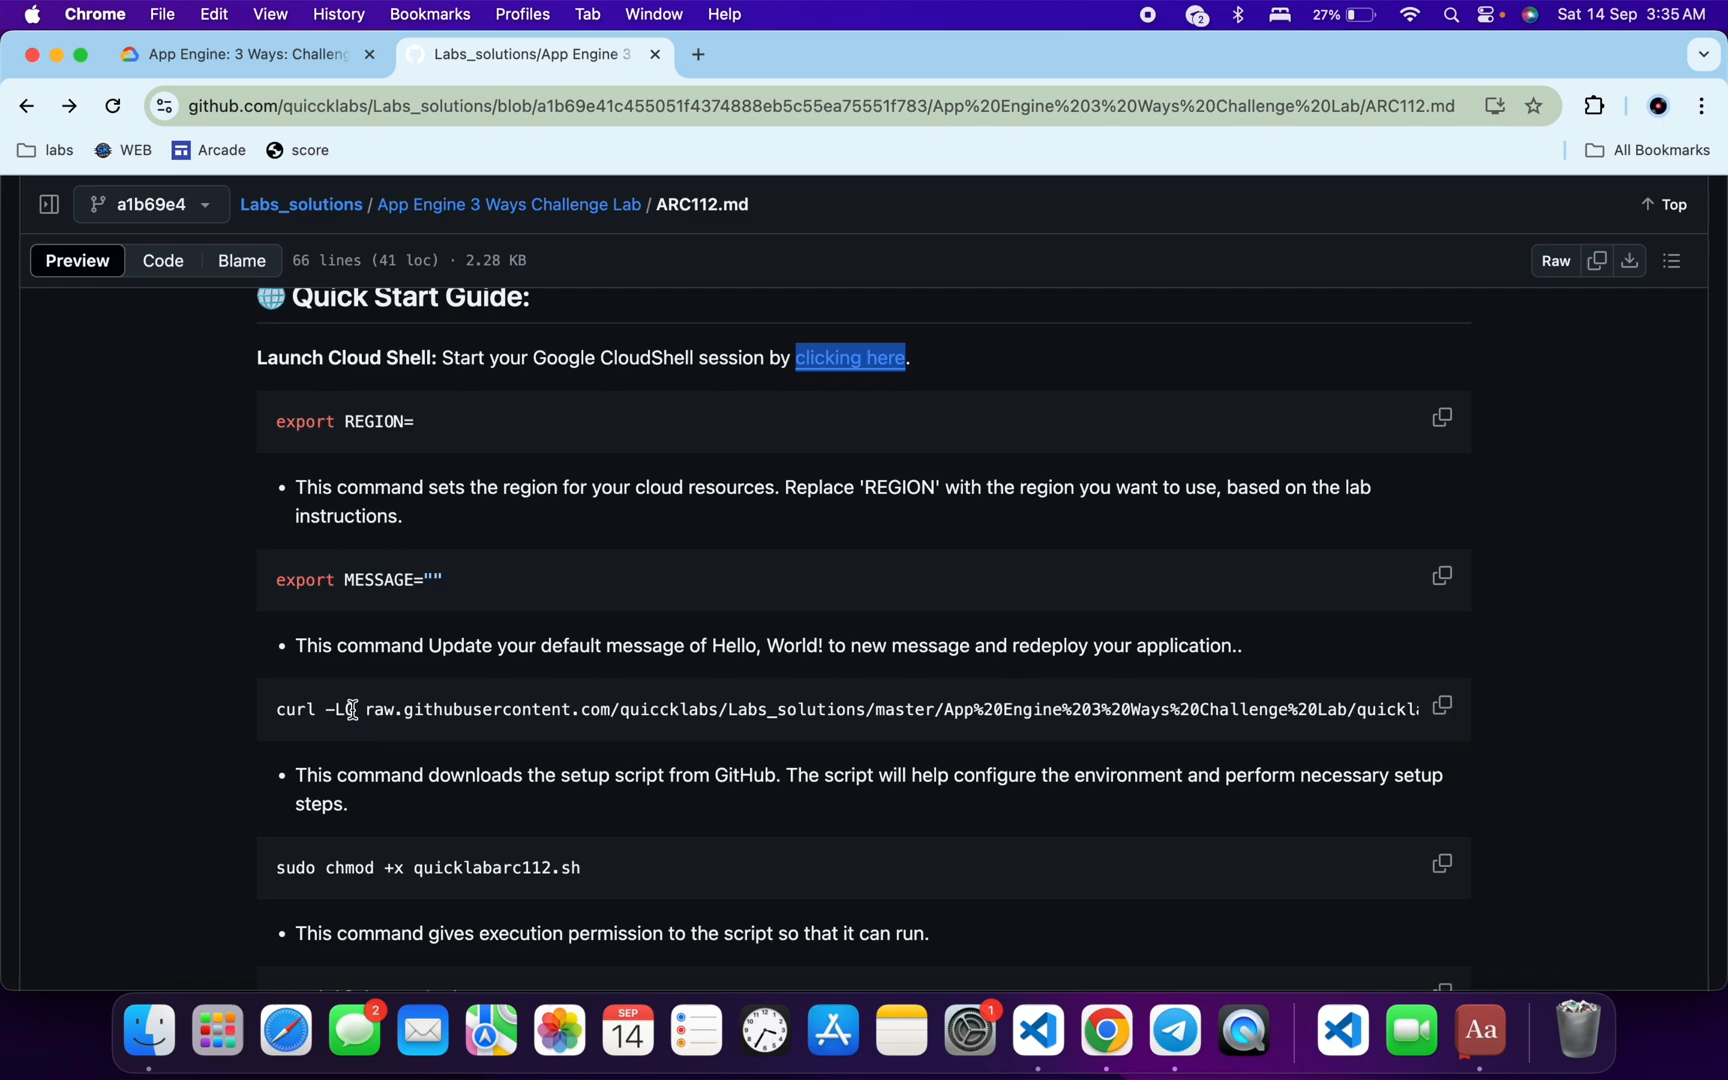 Chrome File Edit View History Bookmarks Profiles Tab Window Help 2 27% Sat 14 Sep 3:35 AM
App Engine: 3 Ways: Challeng Labs_solutions/App Engine 3
github.com/quiccklabs/Labs_solutions/blob/a1b69e41c455051f4374888eb5c55ea75551f783/App%20Engine%203%20Ways%20Challenge%20Lab/ARC112.md
labs WEB Arcade score All Bookmarks
a1b69e4 Labs_solutions / App Engine 3 Ways Challenge Lab / ARC112.md Top
Preview Code Blame 66 lines (41 loc) · 2.28 KB Raw
Quick Start Guide:
Launch Cloud Shell: Start your Google CloudShell session by clicking here.
export REGION=
• This command sets the region for your cloud resources. Replace 'REGION' with the region you want to use, based on the lab
instructions.
export MESSAGE=""
• This command Update your default message of Hello, World! to new message and redeploy your application..
curl -LO raw.githubusercontent.com/quiccklabs/Labs_solutions/master/App%20Engine%203%20Ways%20Challenge%20Lab/quickla
• This command downloads the setup script from GitHub. The script will help configure the environment and perform necessary setup
steps.
sudo chmod +x quicklabarc112.sh
• This command gives execution permission to the script so that it can run.
2 SEP 14 1 Aa